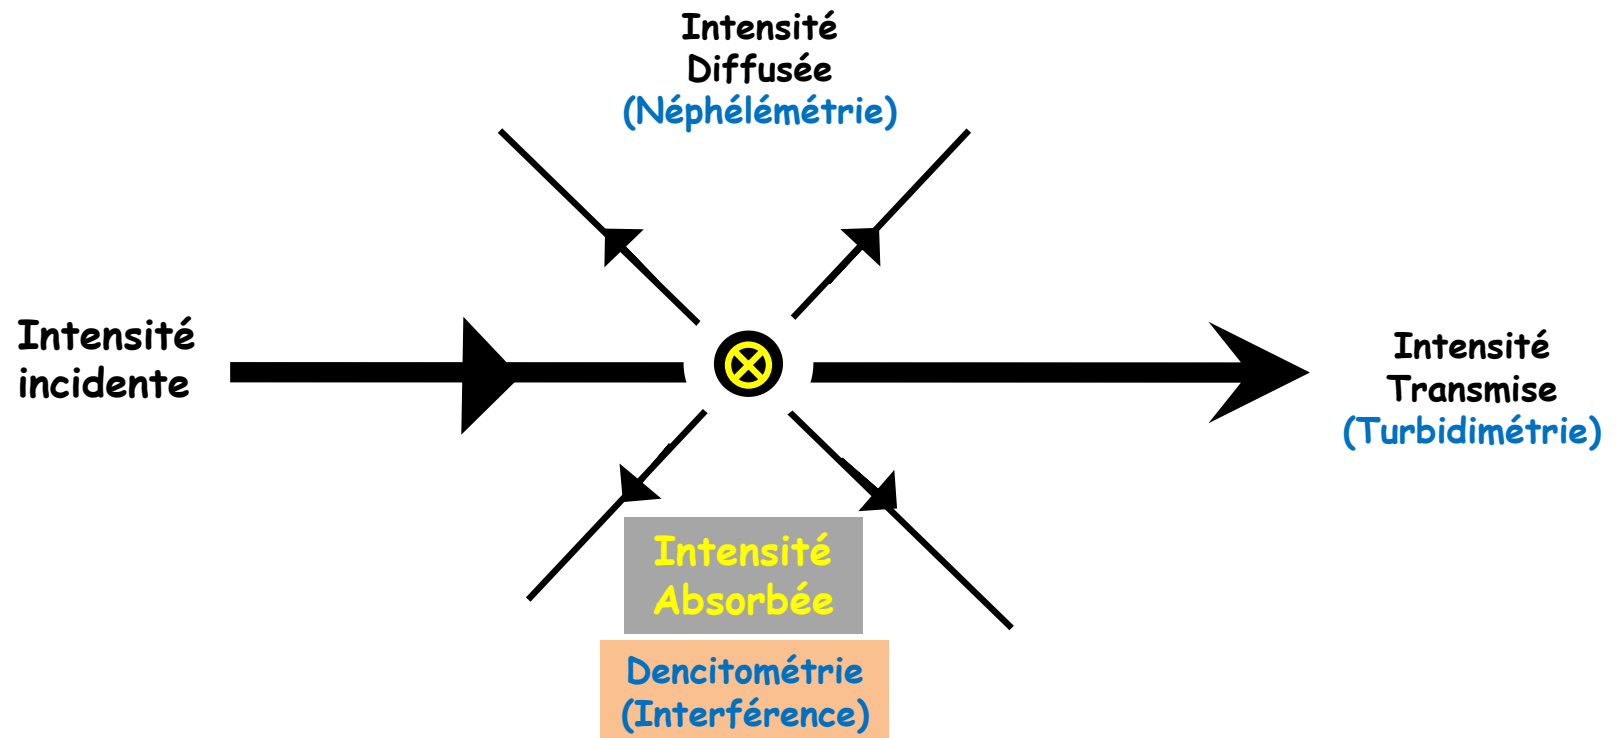 Intensité
Diffusée
(Néphélémétrie)
Intensité
incidente
Intensité
Transmise
(Turbidimétrie)
Intensité
Absorbée
Dencitométrie
(Interférence)